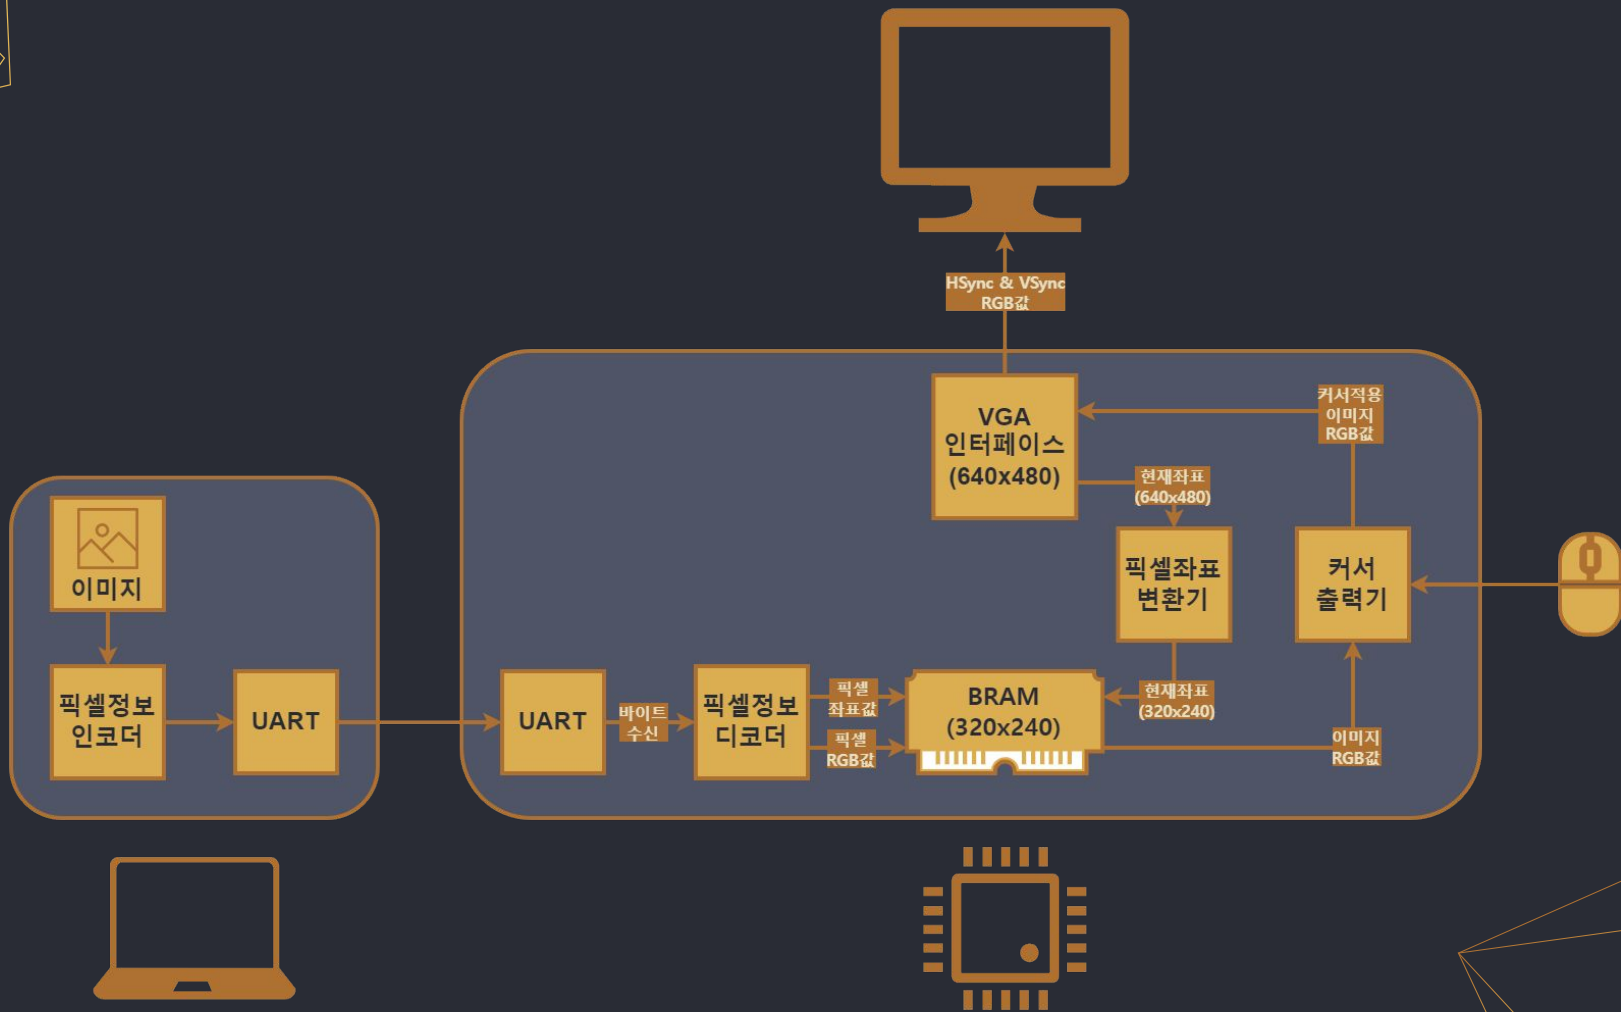 HSync & VSync
RGB값
VGA
인터페이스
(640x480)
커서적용
이미지
RGB값
현재좌표
(640x480)
이미지
픽셀좌표
변환기
커서
출력기
픽셀정보
인코더
UART
UART
바이트
수신
픽셀정보
디코더
픽셀
좌표값
픽셀
RGB값
BRAM
(320x240)
현재좌표
(320x240)
이미지
RGB값